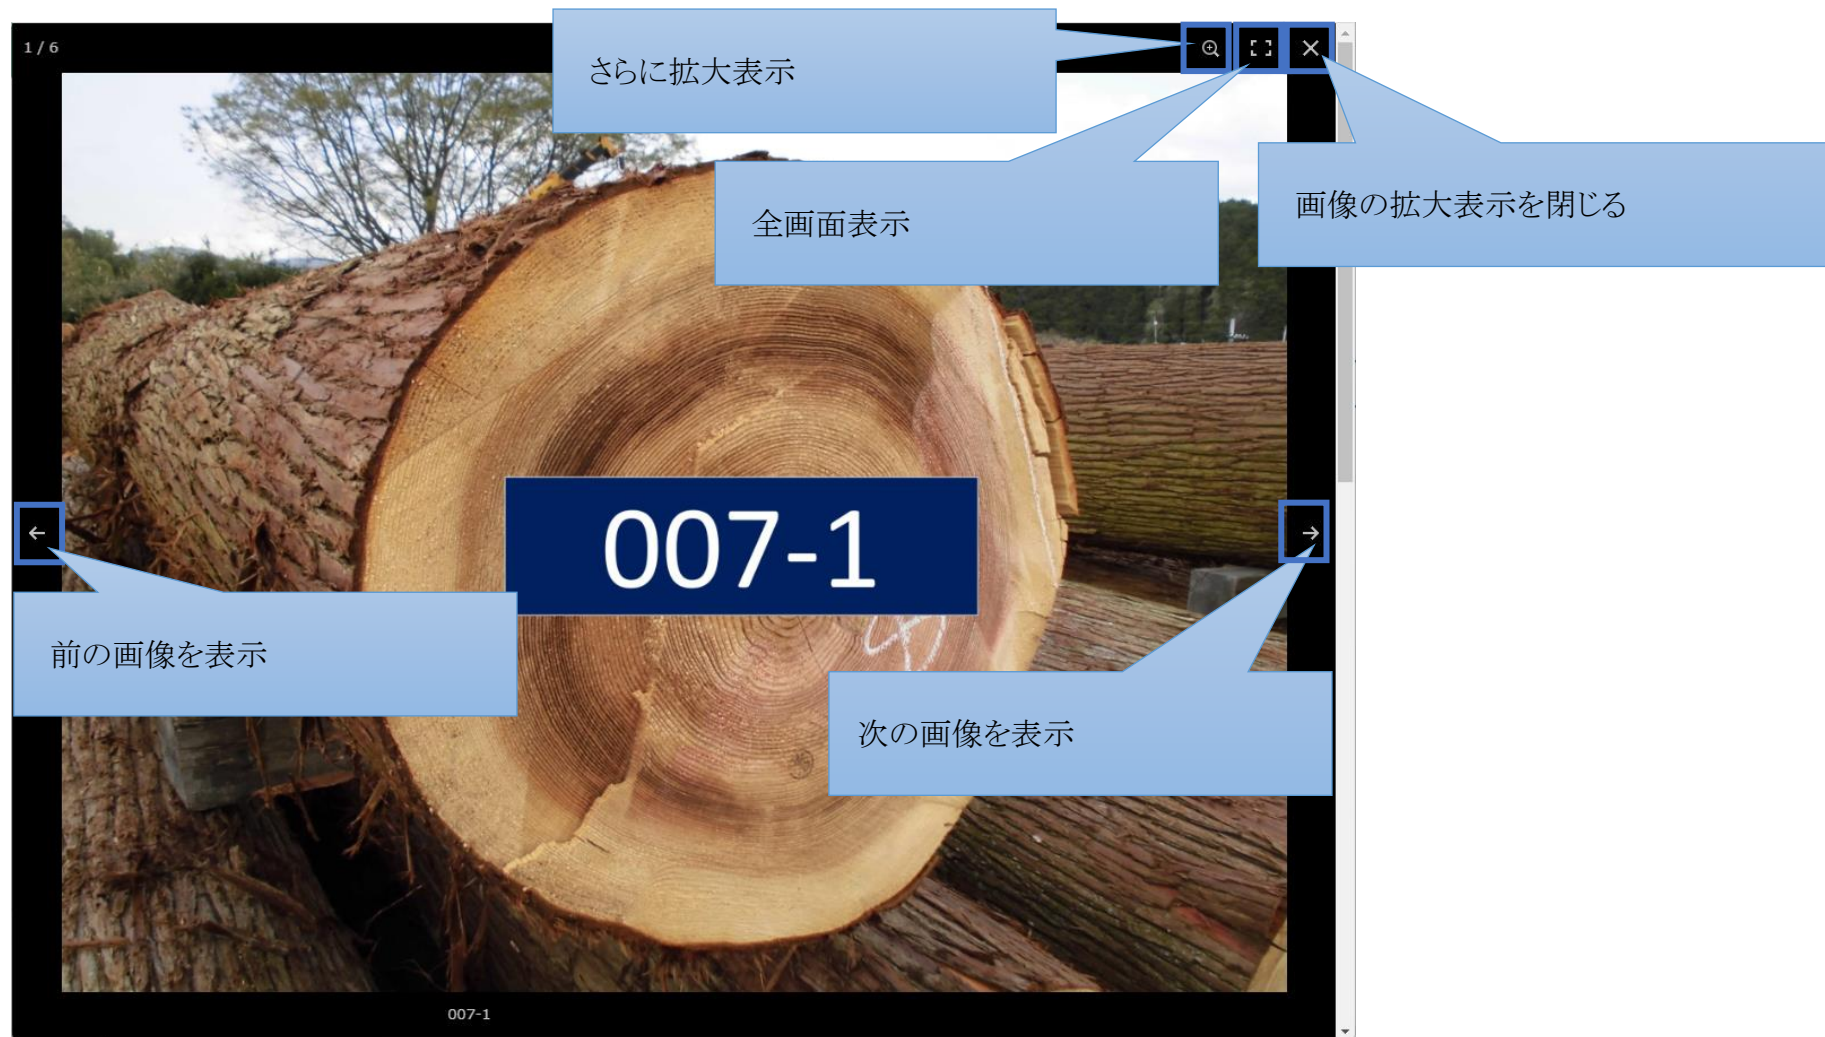 1 / 6
さらに拡大表示
全画面表示
画像の拡大表示を閉じる
007-1
前の画像を表示
次の画像を表示
007-1